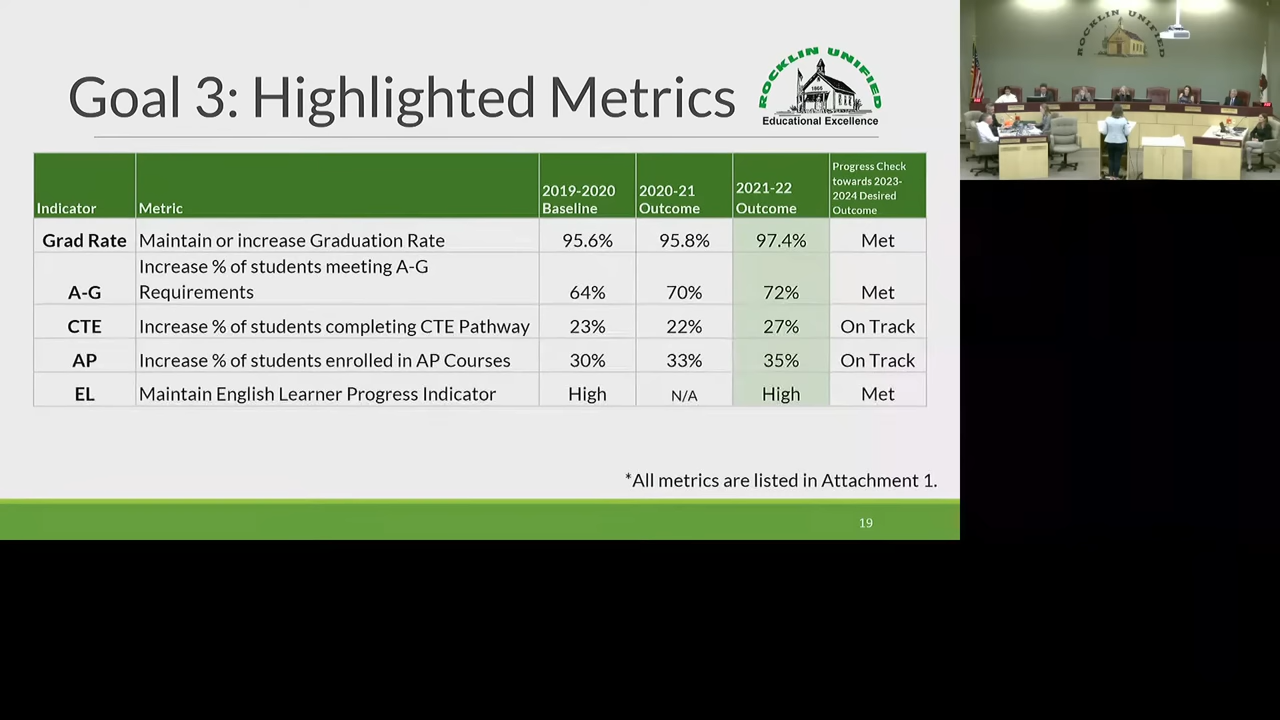 Goal 3: Highlighted Metrics
ROCKLIN UNIFIED
1866
Educational Excellence
Indicator
Metric
2019-2020
Baseline
2020-21
Outcome
2021-22
Outcome
Progress Check
towards 2023-
2024 Desired
Outcome
Grad Rate Maintain or increase Graduation Rate 95.6% 95.8% 97.4% Met
Increase % of students meeting A-G
A-G Requirements 64% 70% 72% Met
CTE Increase % of students completing CTE Pathway 23% 22% 27% On Track
AP Increase % of students enrolled in AP Courses 30% 33% 35% On Track
EL Maintain English Learner Progress Indicator High N/A High Met
*All metrics are listed in Attachment 1.
19
ROCKLIN UNIFIED